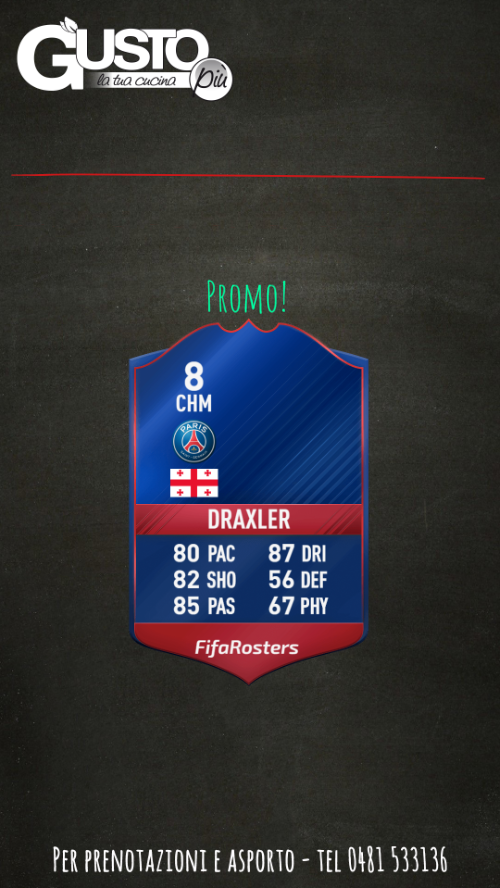 GUSTO
la tua cucina più
Promo!
8
CHM
PARIS
DRAXLER
80 PAC 87 DRI
82 SHO 56 DEF
85 PAS 67 PHY
FifaRosters
Per prenotazioni e asporto - tel 0481 533136